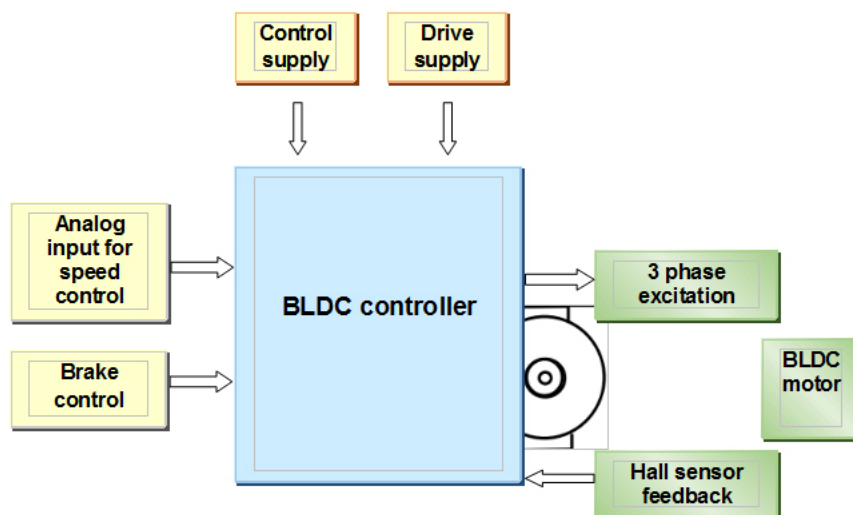 Control
supply
Drive
supply
Analog
input for
speed
control
BLDC controller
3 phase
excitation
Brake
control
BLDC
motor
Hall sensor
feedback